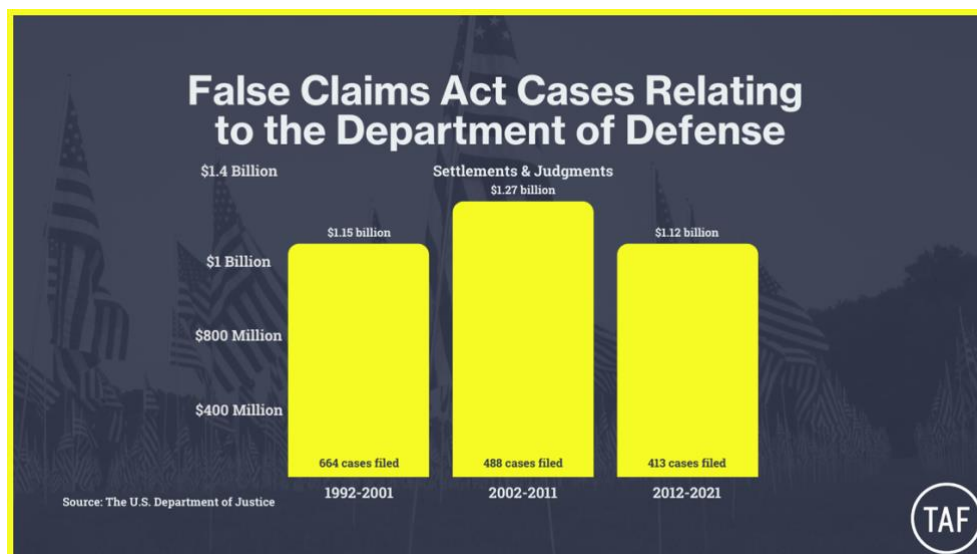 False Claims Act Cases Relating
to the Department of Defense
$1.4 Billion
Settlements & Judgments
$1.27 billion
$1.15 billion
$1.12 billion
$1 Billion
$800 Million
$400 Million
664 cases filed
488 cases filed
413 cases filed
1992-2001
2002-2011
2012-2021
Source: The U.S. Department of Justice
TAF